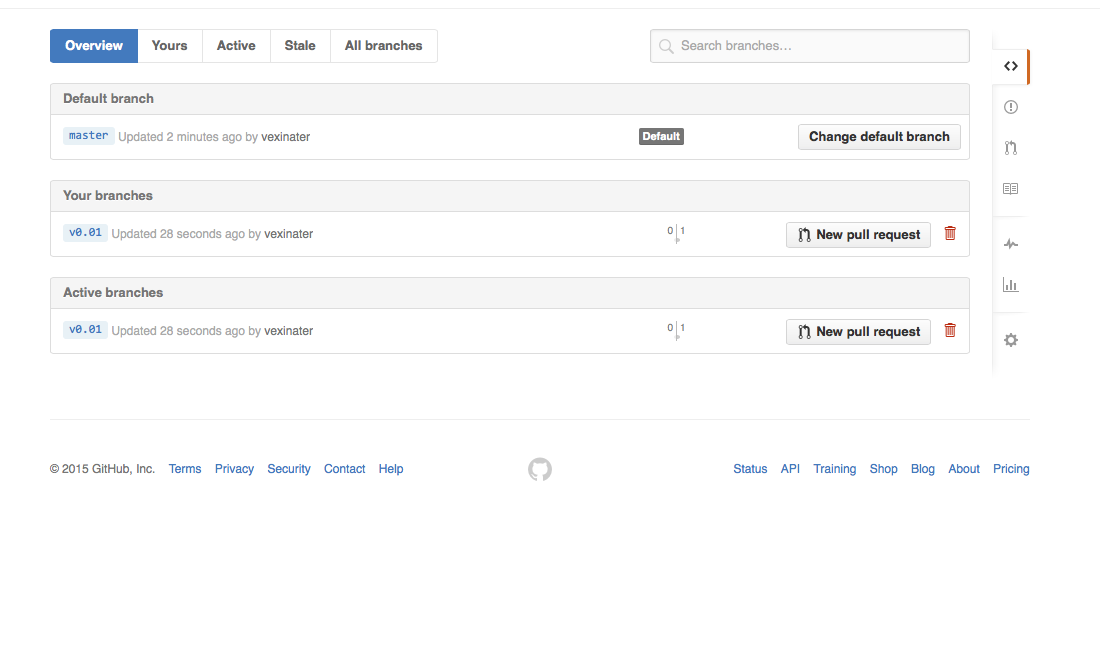 Overview Yours Active Stale All branches Search branches...
Default branch
master Updated 2 minutes ago by vexinater Default Change default branch
Your branches
v0.01 Updated 28 seconds ago by vexinater 0 1 New pull request
Active branches
v0.01 Updated 28 seconds ago by vexinater 0 1 New pull request
© 2015 GitHub, Inc. Terms Privacy Security Contact Help Status API Training Shop Blog About Pricing